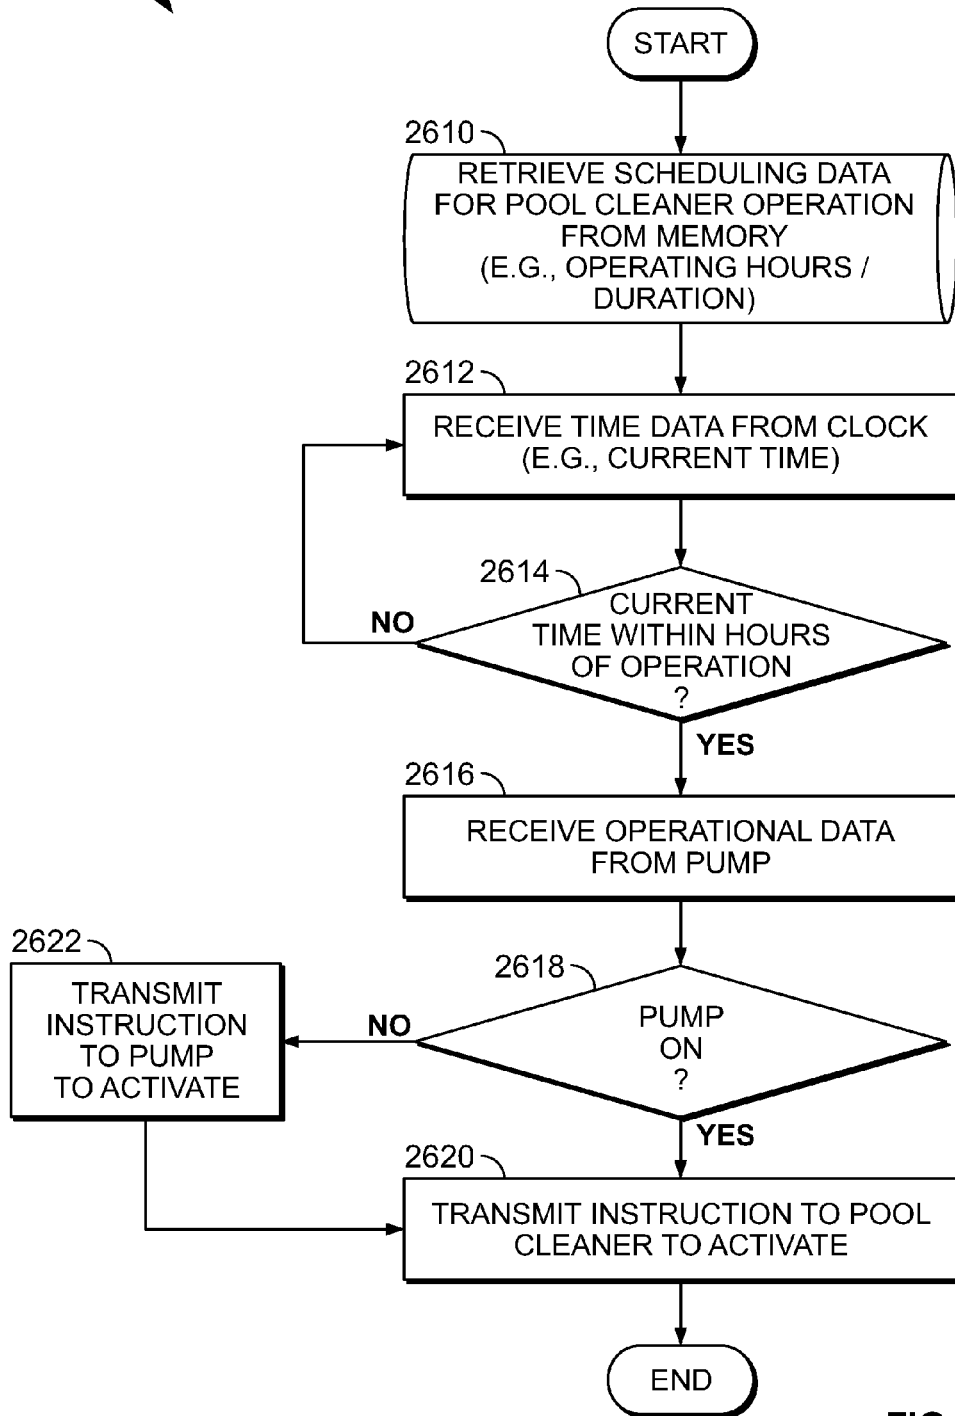 START
2610
RETRIEVE SCHEDULING DATA
FOR POOL CLEANER OPERATION
FROM MEMORY
(E.G., OPERATING HOURS /
DURATION)
2612
RECEIVE TIME DATA FROM CLOCK
(E.G., CURRENT TIME)
2614
CURRENT
TIME WITHIN HOURS
OF OPERATION
?
NO
YES
2616
RECEIVE OPERATIONAL DATA
FROM PUMP
2622
TRANSMIT
INSTRUCTION
TO PUMP
TO ACTIVATE
2618
PUMP
ON
?
NO
YES
2620
TRANSMIT INSTRUCTION TO POOL
CLEANER TO ACTIVATE
END